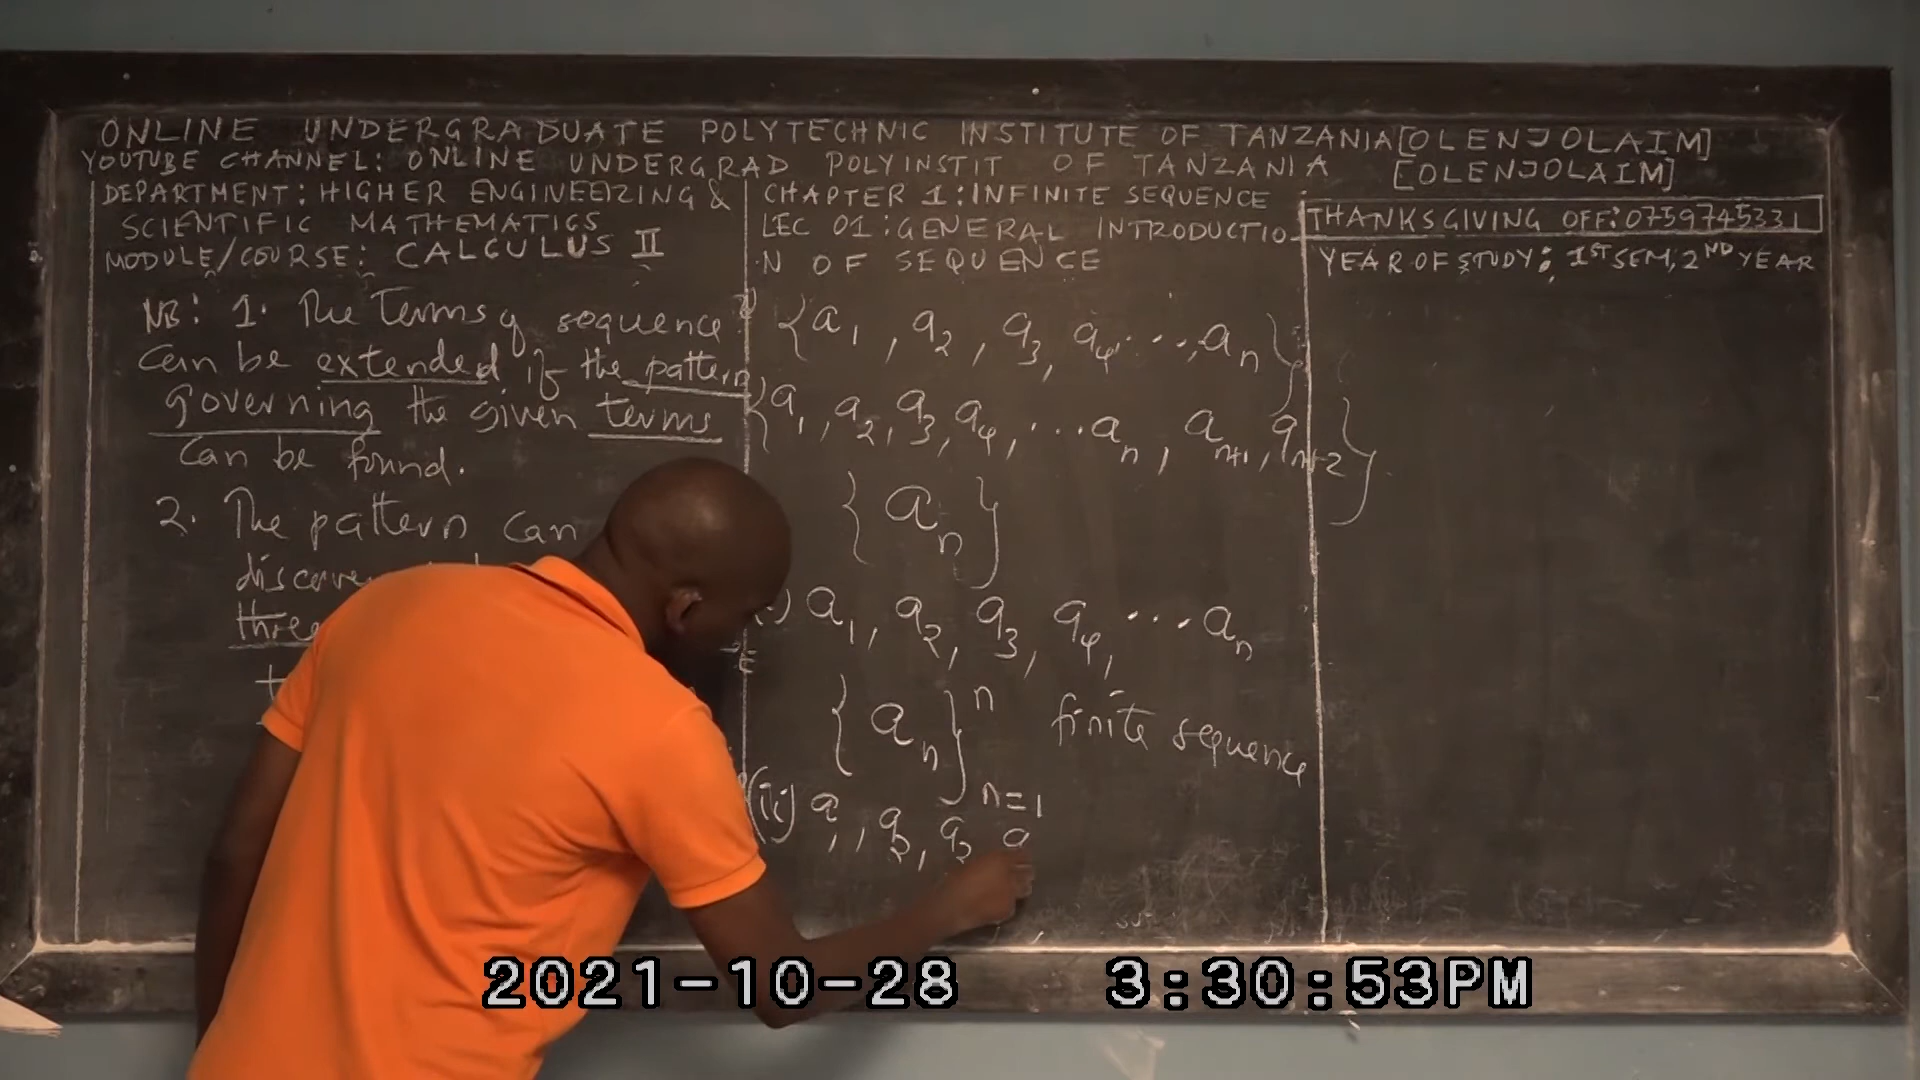 ONLINE UNDERGRADUATE POLYTECHNIC INSTITUTE OF TANZANIA [OLENJOLAIM]
YOUTUBE CHANNEL: ONLINE UNDERGRAD POLYINSTIT OF TANZANIA [OLENJOLAIM]
DEPARTMENT: HIGHER ENGINEERING &
SCIENTIFIC MATHEMATICS
MODULE/COURSE: CALCULUS II
NB: 1. The Terms of sequence
can be extended if the pattern
governing the given terms
can be found.
2. The pattern can
three
CHAPTER 1: INFINITE SEQUENCE
LEC 01: GENERAL INTRODUCTIO
N OF SEQUENCE
{a₁, a₂, a₃, a₄, ..., aₙ}
{a₁, a₂, a₃, a₄, ... aₙ, aₙ₊₁, aₙ₊₂}
{aₙ}
a₁, a₂, a₃, a₄, ... aₙ
{aₙ}ⁿ n=1 finite sequence
(ii) a₁, a₂, a₃ a
THANKSGIVING OFF: 0759745331
YEAR OF STUDY: 1ST SEM, 2ND YEAR
2021-10-28 3:30:53PM